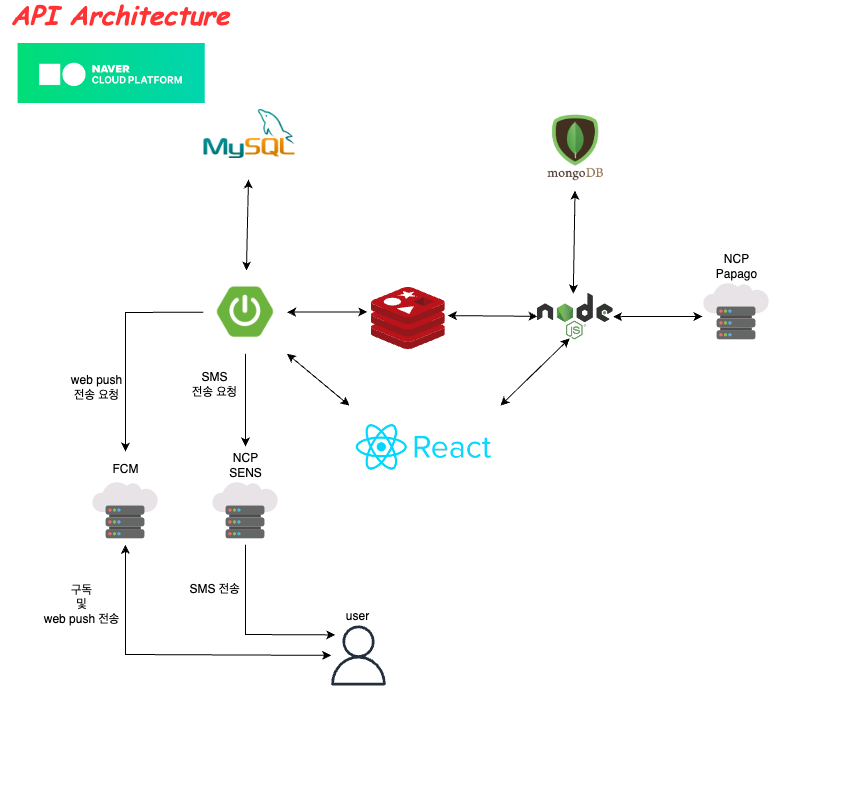 API Architecture
NAVER
CLOUD PLATFORM
MySQL
mongoDB
NCP
Papago
node
JS
web push
전송 요청
SMS
전송 요청
React
FCM
NCP
SENS
구독
및
web push 전송
SMS 전송
user